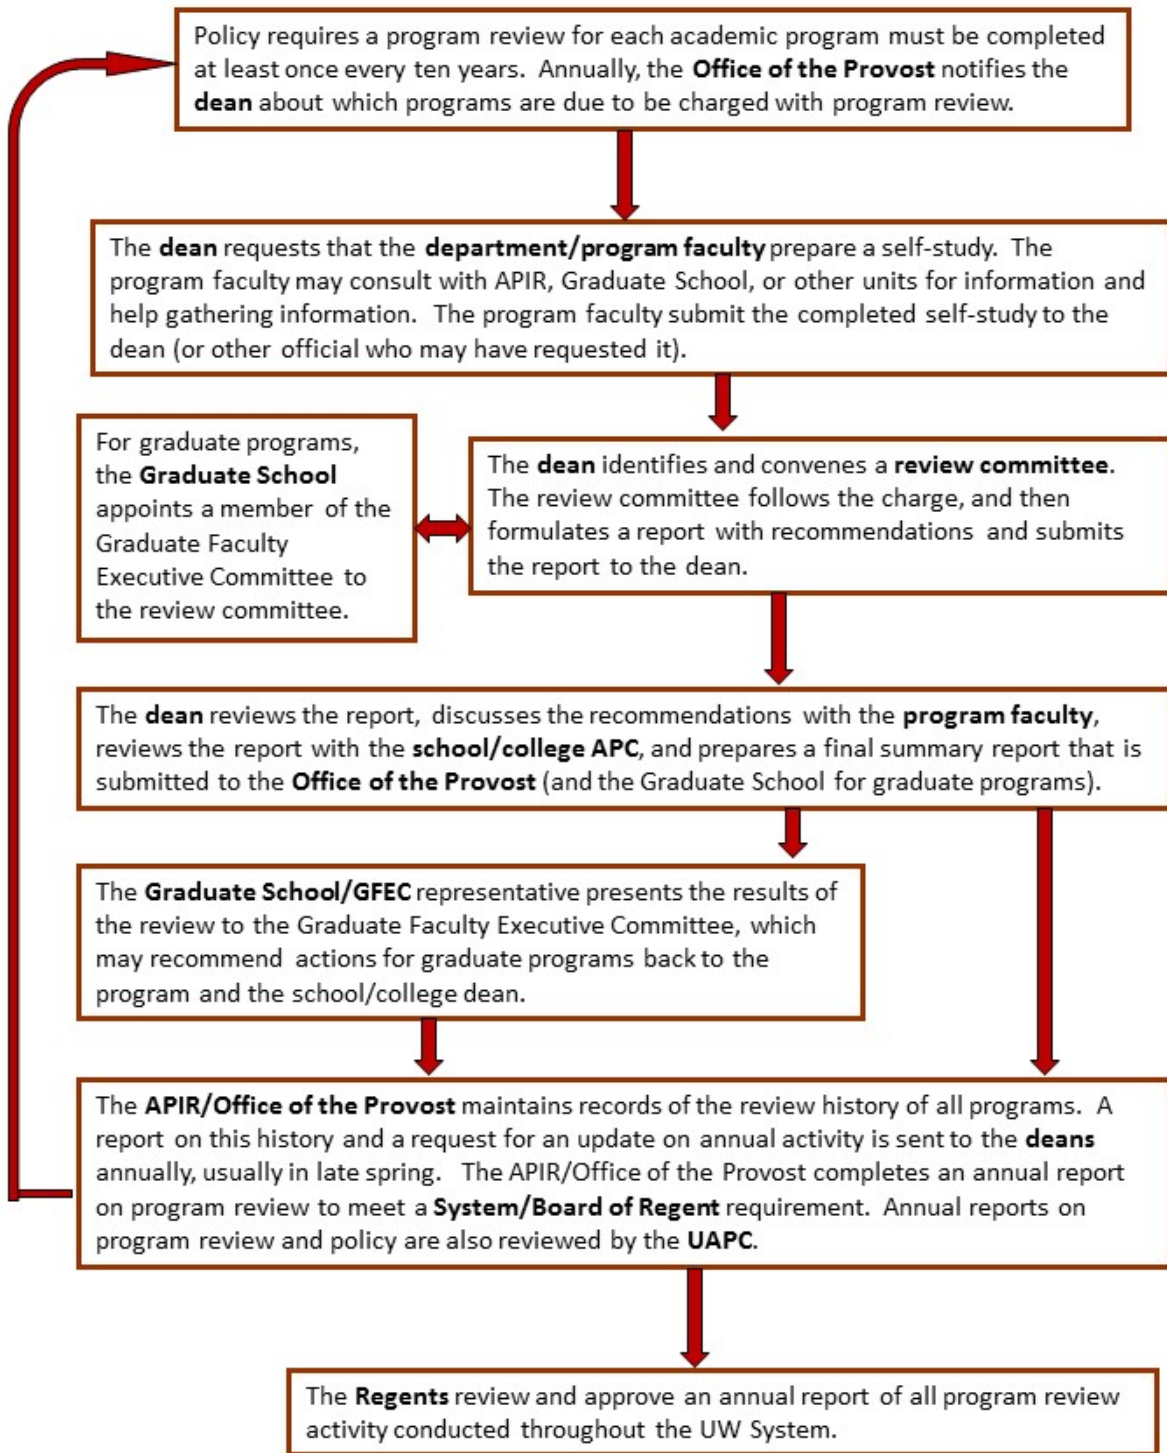 Policy requires a program review for each academic program must be completed
at least once every ten years.  Annually, the Office of the Provost notifies the
dean about which programs are due to be charged with program review.
The dean requests that the department/program faculty prepare a self-study.  The
program faculty may consult with APIR, Graduate School, or other units for information and
help gathering information.  The program faculty submit the completed self-study to the
dean (or other official who may have requested it).
For graduate programs,
the Graduate School
appoints a member of the
Graduate Faculty
Executive Committee to
the review committee.
The dean identifies and convenes a review committee.
The review committee follows the charge, and then
formulates a report with recommendations and submits
the report to the dean.
The dean reviews the report, discusses the recommendations with the program faculty,
reviews the report with the school/college APC, and prepares a final summary report that is
submitted to the Office of the Provost (and the Graduate School for graduate programs).
The Graduate School/GFEC representative presents the results of
the review to the Graduate Faculty Executive Committee, which
may recommend actions for graduate programs back to the
program and the school/college dean.
The APIR/Office of the Provost maintains records of the review history of all programs.  A
report on this history and a request for an update on annual activity is sent to the deans
annually, usually in late spring.   The APIR/Office of the Provost completes an annual report
on program review to meet a System/Board of Regent requirement.  Annual reports on
program review and policy are also reviewed by the UAPC.
The Regents review and approve an annual report of all program review
activity conducted throughout the UW System.